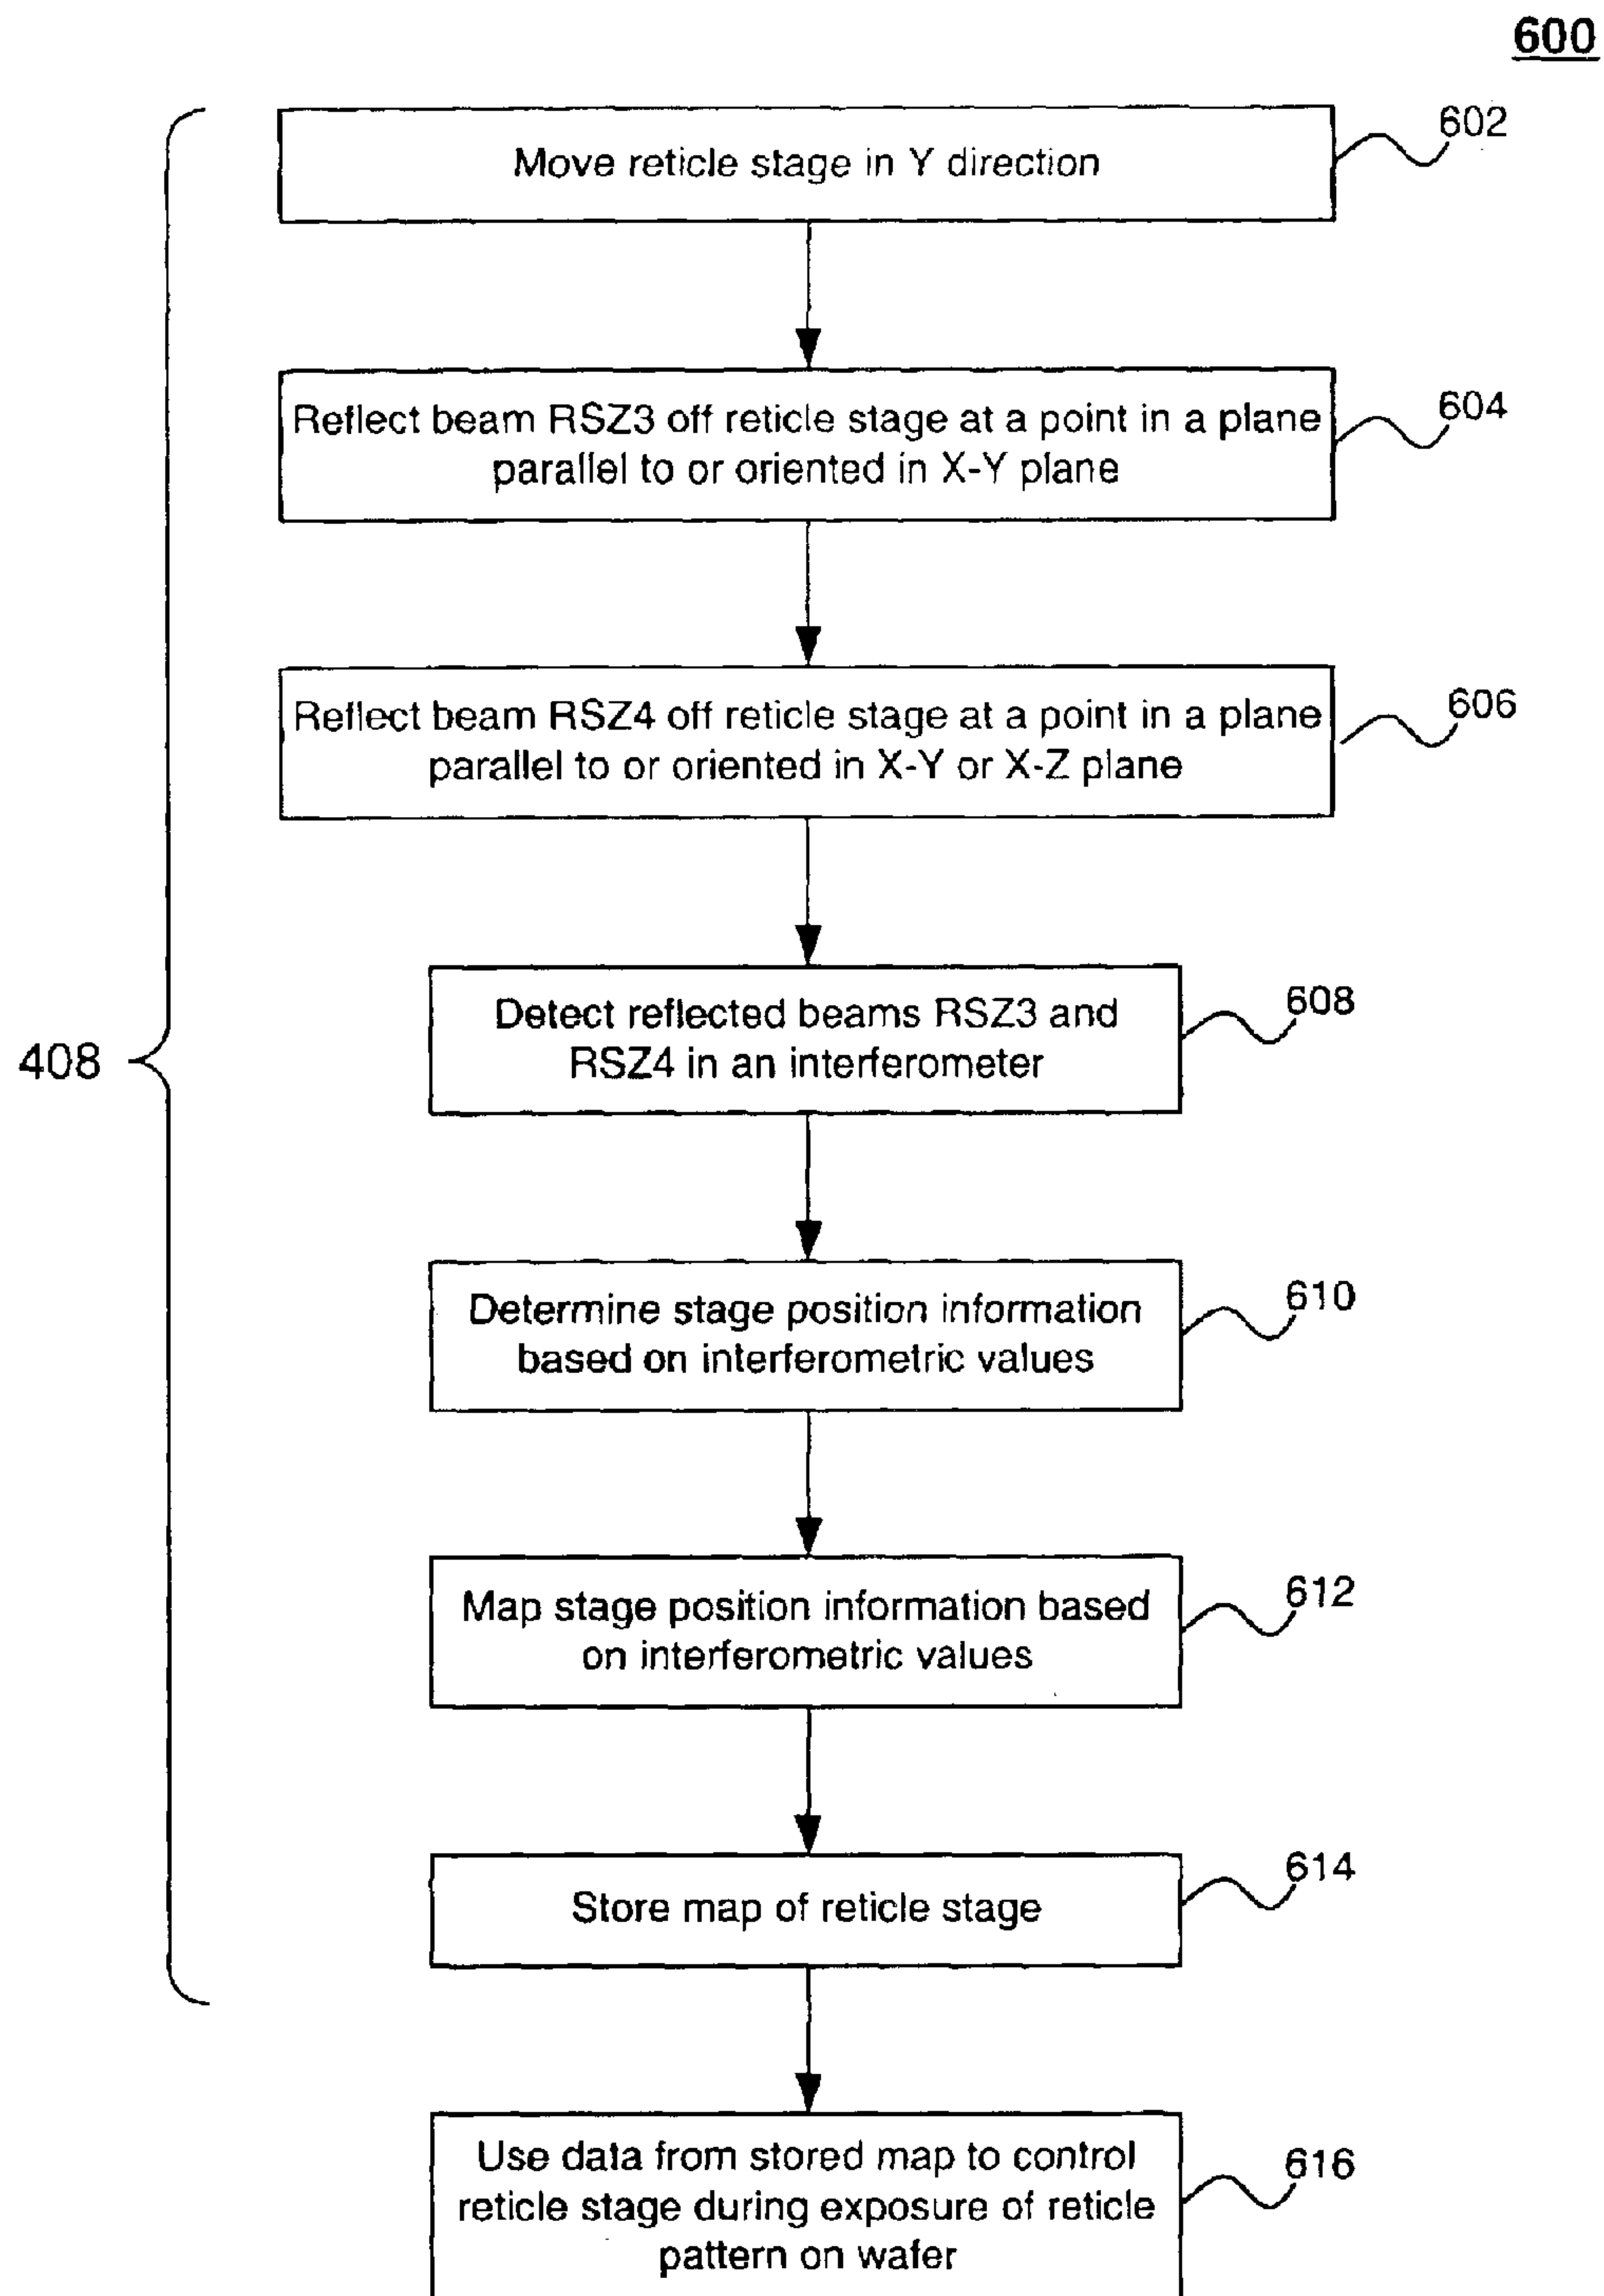 600
602
Move reticle stage in Y direction
604
Reflect beam RSZ3 off reticle stage at a point in a plane
parallel to or oriented in X-Y plane
606
Reflect beam RSZ4 off reticle stage at a point in a plane
parallel to or oriented in X-Y or X-Z plane
608
Detect reflected beams RSZ3 and
RSZ4 in an interferometer
408
610
Determine stage position information
based on interferometric values
612
Map stage position information based
on interferometric values
614
Store map of reticle stage
616
Use data from stored map to control
reticle stage during exposure of reticle
pattern on wafer